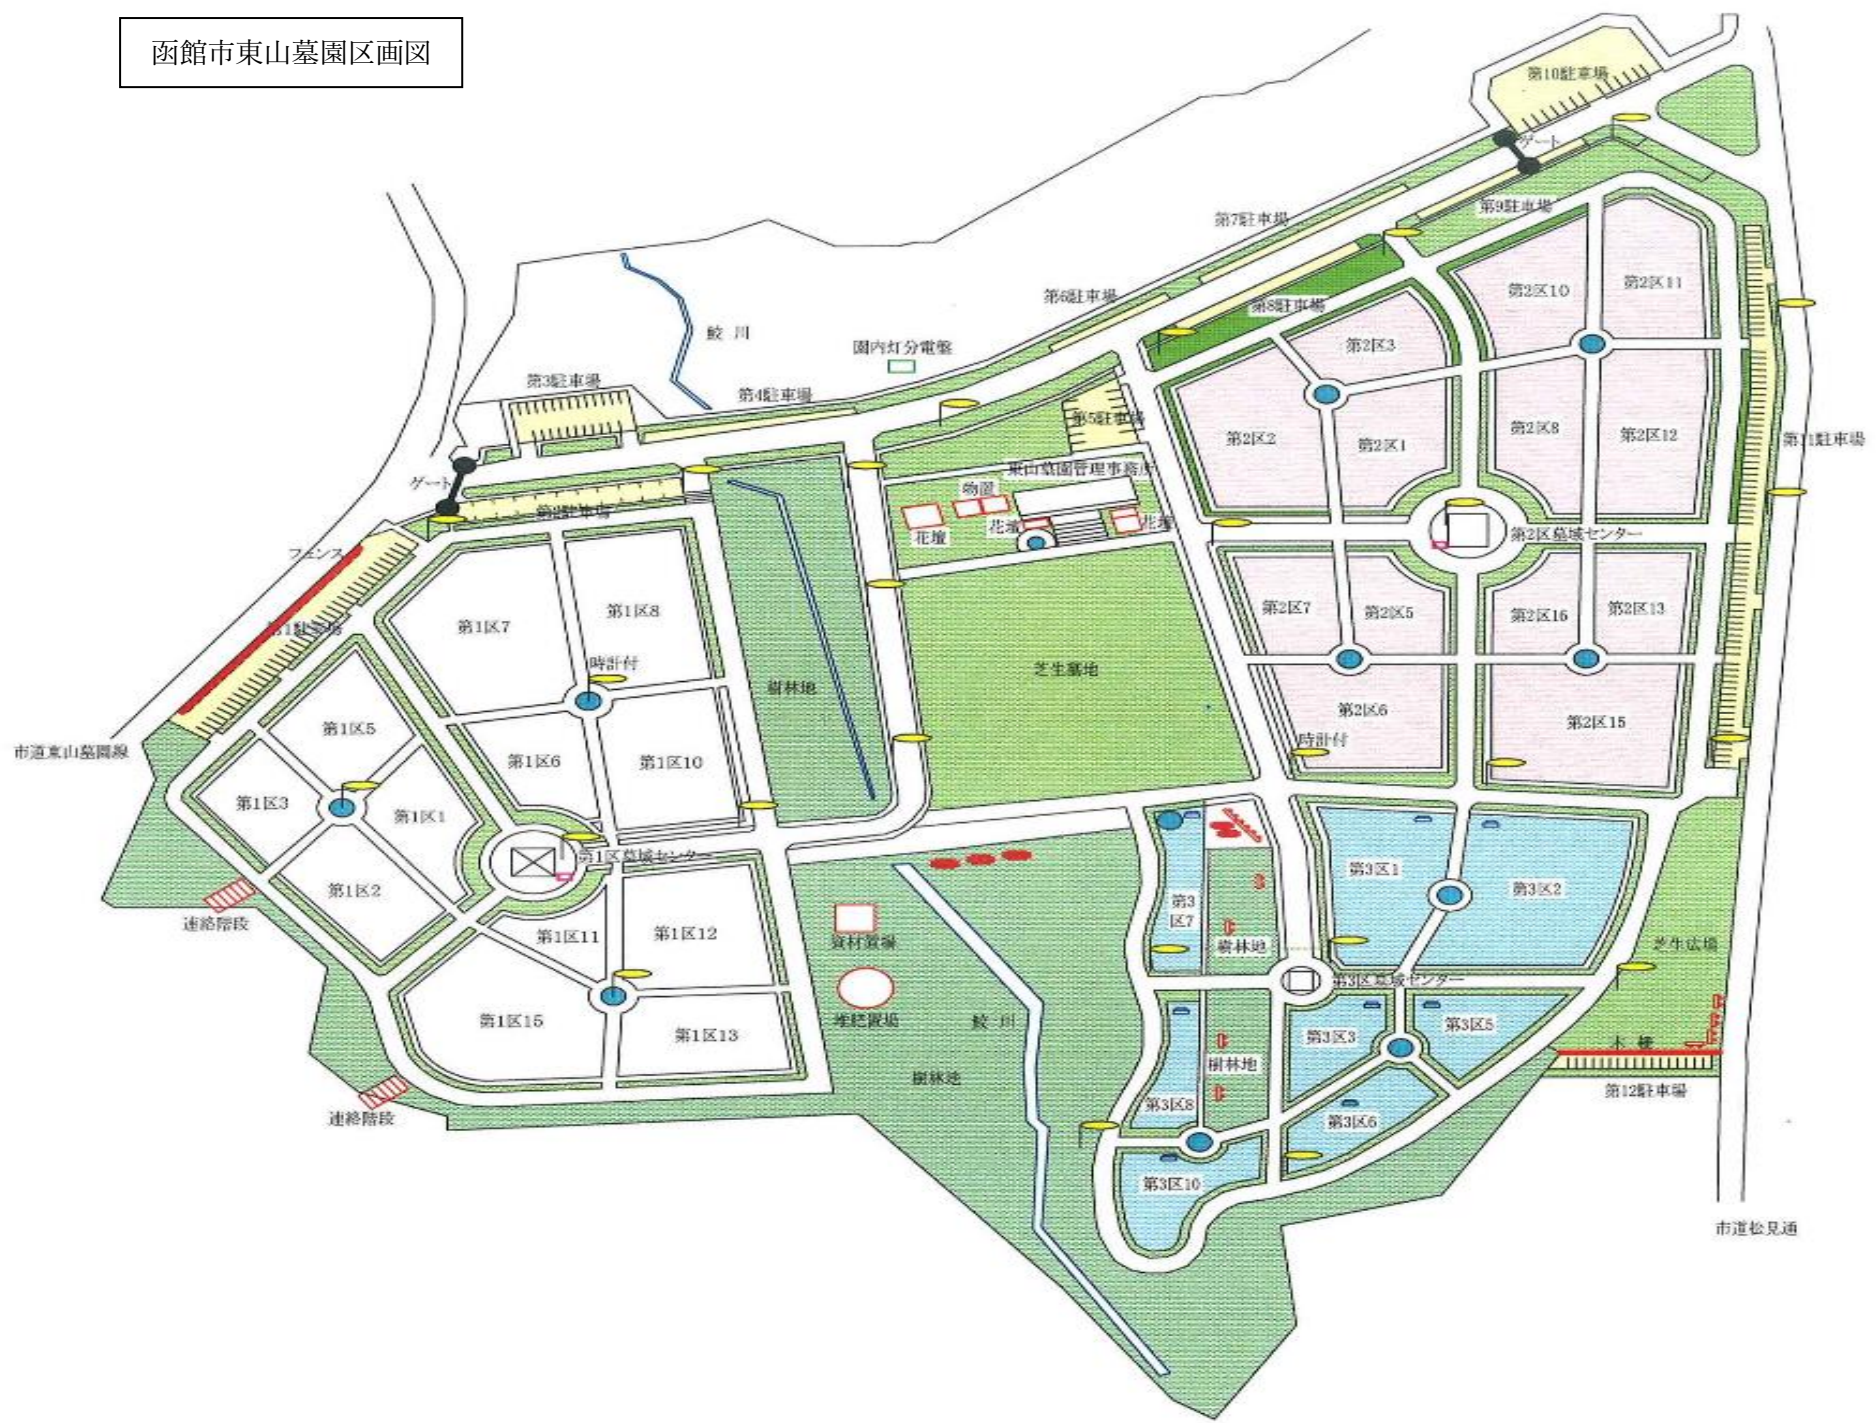 函館市東山墓園区画図
第10駐車場
ゲート
第9駐車場
第7駐車場
第6駐車場
第8駐車場
第2区10
第2区11
鮫 川
園内灯分電盤
第2区3
第3駐車場
第4駐車場
第5駐車場
第2区2
第2区1
第2区8
第2区12
第11駐車場
東山墓園管理事務所
ゲート
物置
花壇
花壇
花壇
第2駐車場
第2区墓域センター
フェンス
第1区7
第1区8
第2区7
第2区5
第2区16
第2区13
第1駐車場
時計付
芝生墓地
樹林地
第2区6
第2区15
時計付
第1区5
市道東山墓園線
第1区6
第1区10
第1区3
第1区1
第1区墓域センター
第3区1
第3区2
第1区2
第3
区7
連絡階段
第1区11
第1区12
資材置場
樹林地
芝生広場
第3区墓域センター
第1区15
第1区13
堆肥置場
鮫 川
第3区3
第3区5
木 柵
樹林地
樹林地
第12駐車場
連絡階段
第3区8
第3区6
第3区10
市道松見通